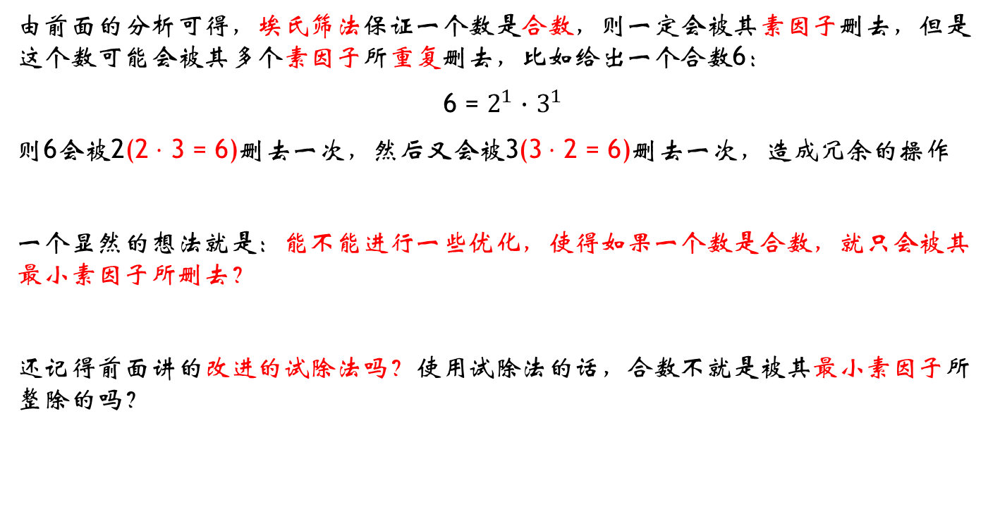 由前面的分析可得，埃氏筛法保证一个数是合数，则一定会被其素因子删去，但是
这个数可能会被其多个素因子所重复删去，比如给出一个合数6：
6 = 2¹ · 3¹
则6会被2(2 · 3 = 6)删去一次，然后又会被3(3 · 2 = 6)删去一次，造成冗余的操作
一个显然的想法就是：能不能进行一些优化，使得如果一个数是合数，就只会被其
最小素因子所删去？
还记得前面讲的改进的试除法吗？使用试除法的话，合数不就是被其最小素因子所
整除的吗？